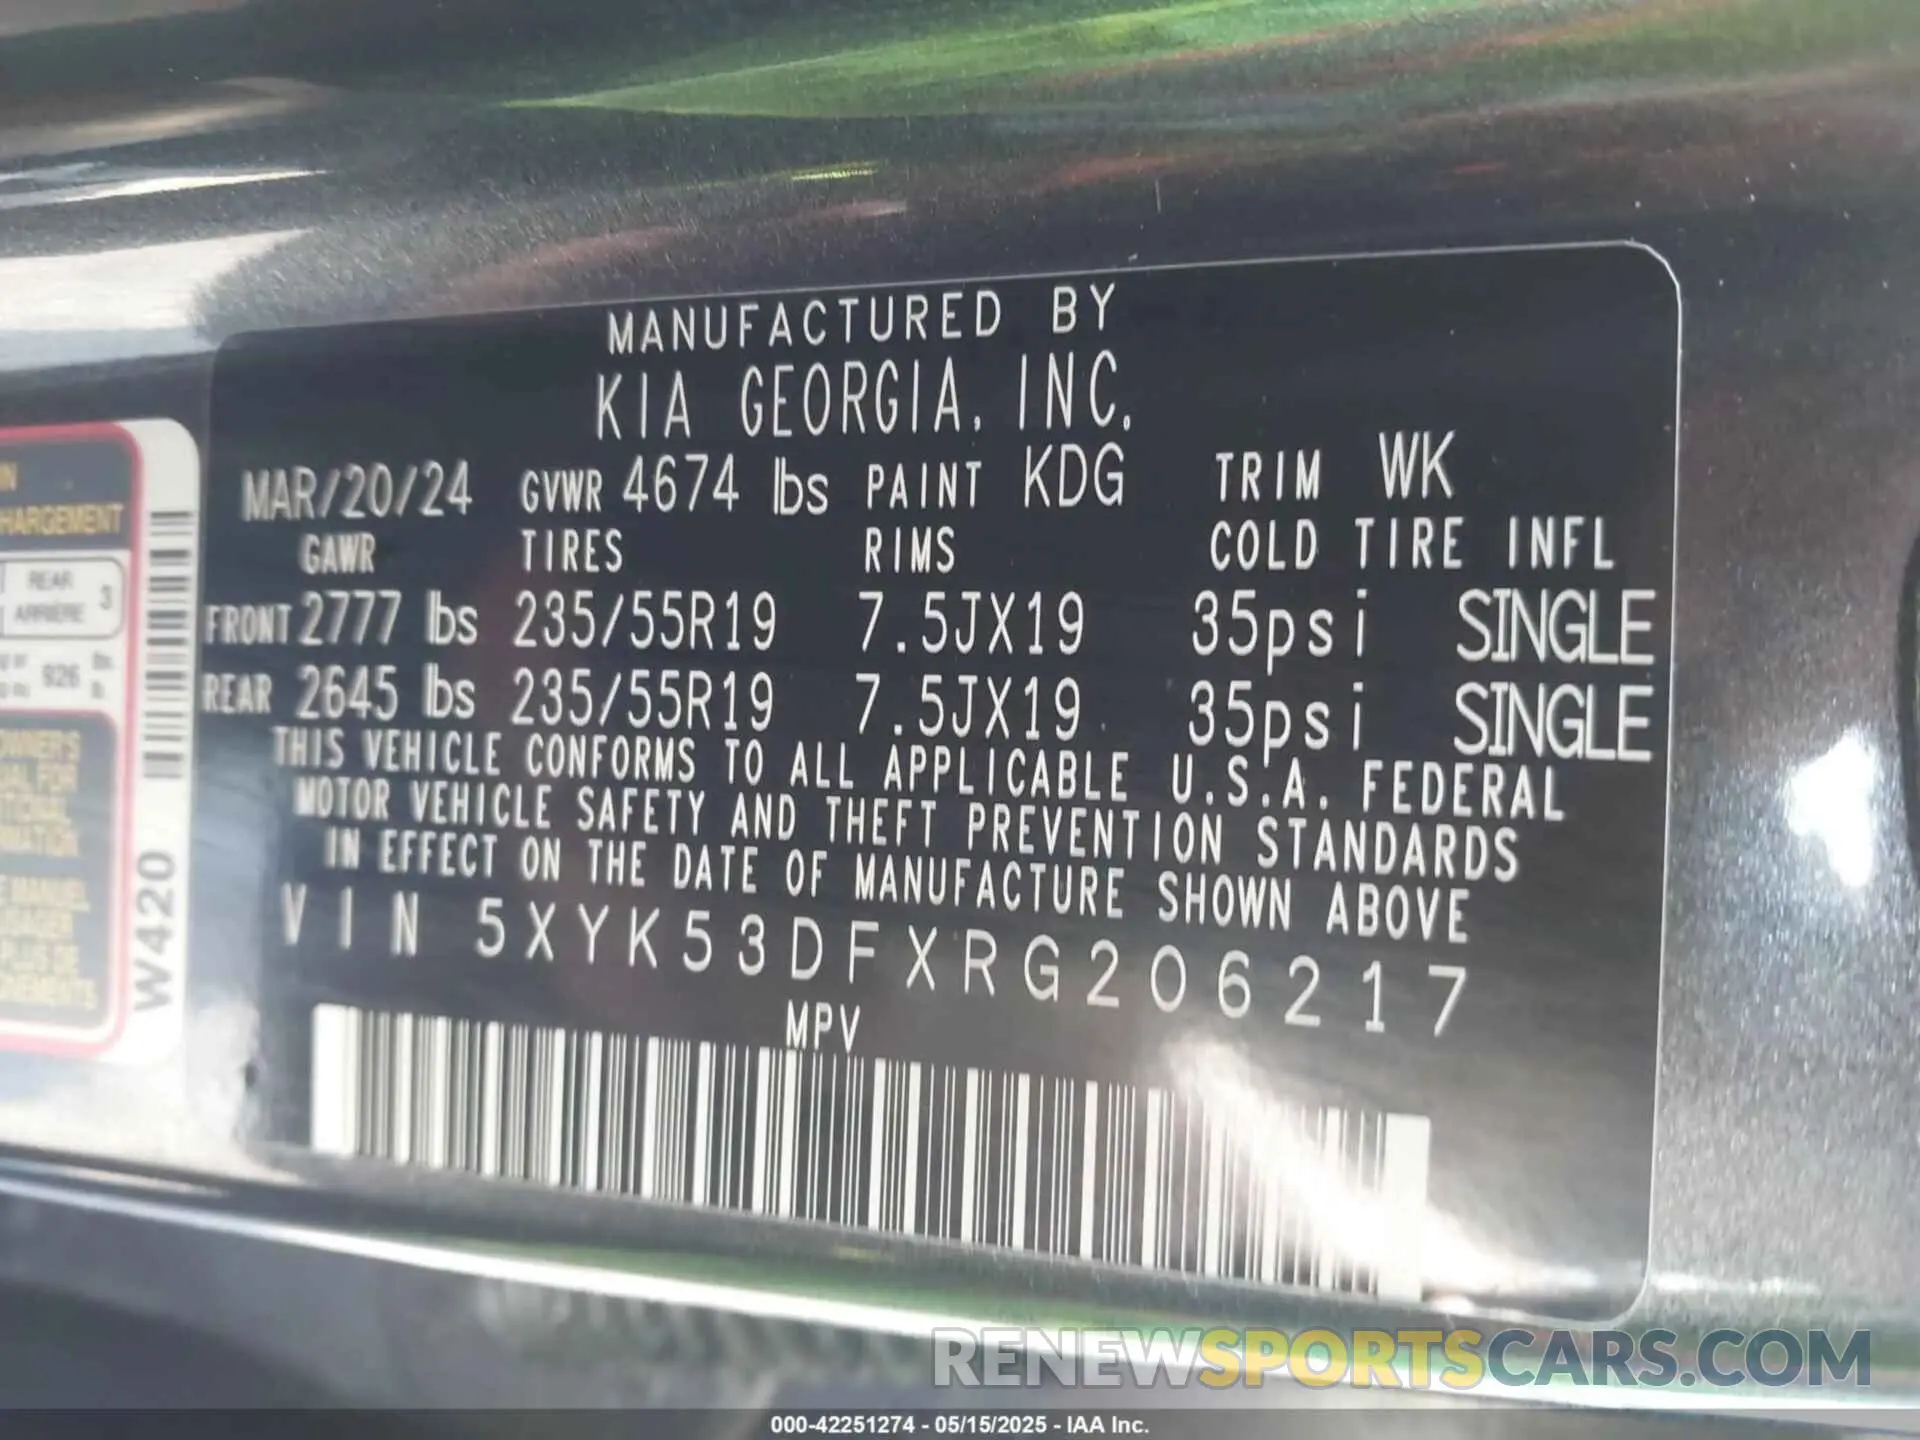 MANUFACTURED BY
KIA GEORGIA, INC.
MAR/20/24 GVWR 4674 lbs PAINT KDG TRIM WK
GAWR TIRES RIMS COLD TIRE INFL
FRONT 2777 lbs 235/55R19 7.5JX19 35psi SINGLE
REAR 2645 lbs 235/55R19 7.5JX19 35psi SINGLE
THIS VEHICLE CONFORMS TO ALL APPLICABLE U.S.A. FEDERAL
MOTOR VEHICLE SAFETY AND THEFT PREVENTION STANDARDS
IN EFFECT ON THE DATE OF MANUFACTURE SHOWN ABOVE
VIN 5XYK53DFXRG206217
MPV
HARGEMENT
REAR
ARRIÈRE 3
926 lbs.
W420
RENEWSPORTSCARS.COM
000-42251274 - 05/15/2025 - IAA Inc.